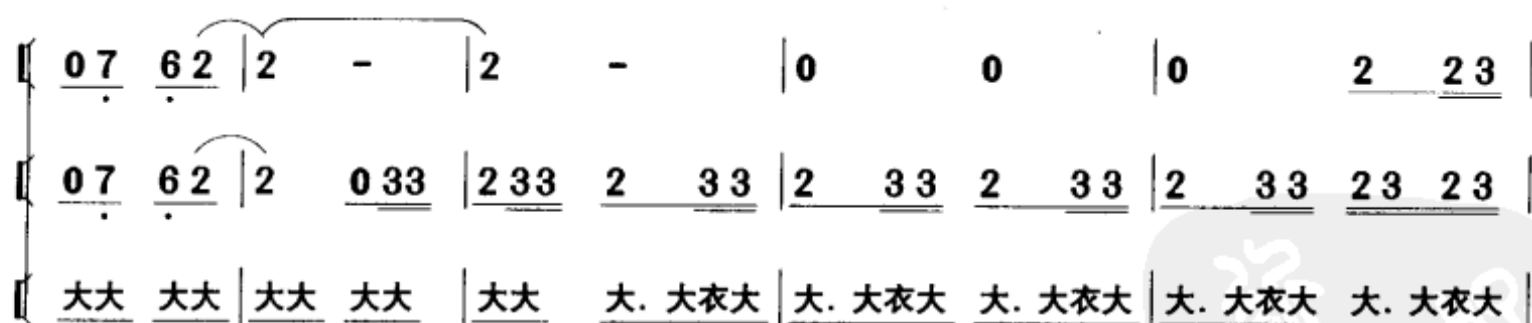 0 7 6 2 | 2 - | 2 - | 0 0 | 0 2 2 3 |
0 7 6 2 | 2 0 33 | 2 33 2 3 3 | 2 3 3 2 3 3 | 2 3 3 2 3 2 3 |
大大 大大 | 大大 大大 | 大大 大. 大衣大 | 大. 大衣大 大. 大衣大 | 大. 大衣大 大. 大衣大 |